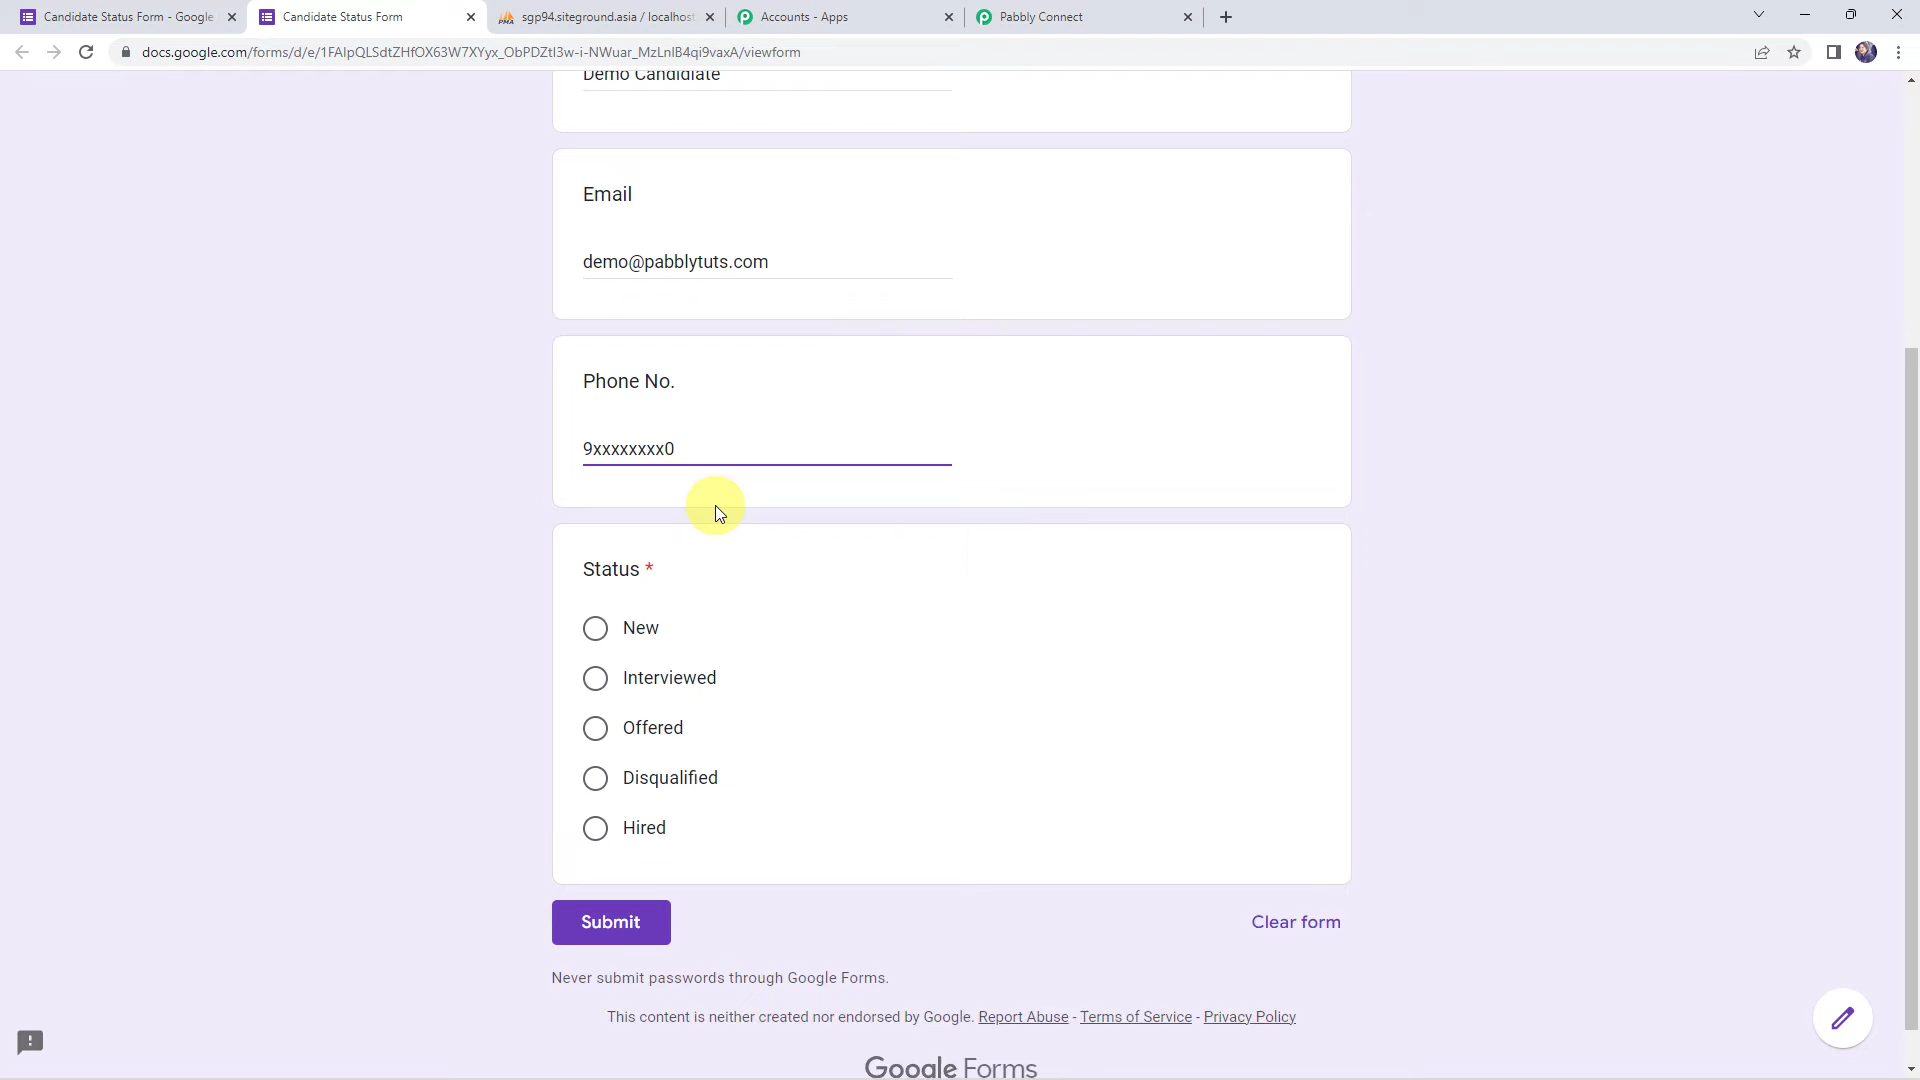 Candidate Status Form - Google
Candidate Status Form
sgp94.siteground.asia / localhost
Accounts - Apps
Pabbly Connect
docs.google.com/forms/d/e/1FAIpQLSdtZHfOX63W7XYyx_ObPDZtI3w-i-NWuar_MzLnIB4qi9vaxA/viewform
Demo Candidiate
Email
demo@pabblytuts.com
Phone No.
9xxxxxxxx0
Status *
New
Interviewed
Offered
Disqualified
Hired
Submit
Clear form
Never submit passwords through Google Forms.
This content is neither created nor endorsed by Google. Report Abuse - Terms of Service - Privacy Policy
Google Forms